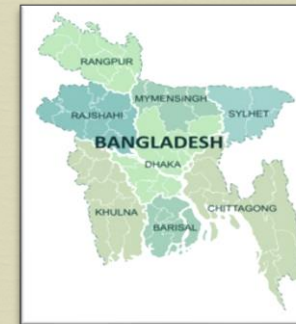 RANGPUR
MYMENSINGH
RAJSHAHI
SYLHET
BANGLADESH
DHAKA
KHULNA
CHITTAGONG
BARISAL